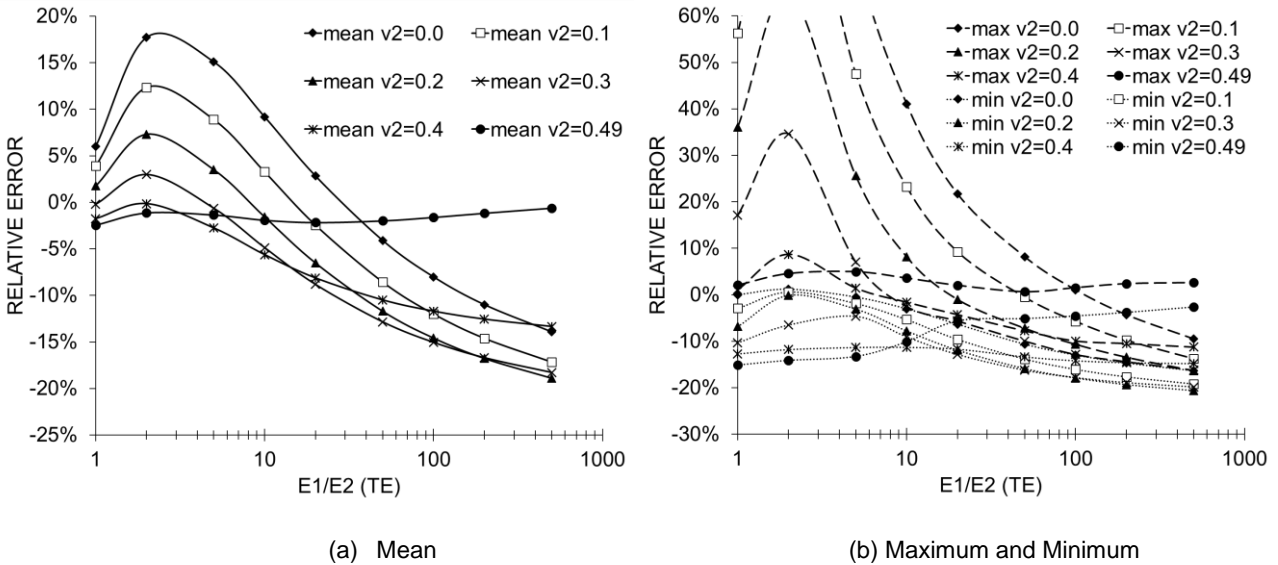 20%
15%
10%
5%
0%
-5%
-10%
-15%
-20%
-25%
RELATIVE ERROR
mean v2=0.0
mean v2=0.1
mean v2=0.2
mean v2=0.3
mean v2=0.4
mean v2=0.49
1
10
100
1000
E1/E2 (TE)
(a) Mean
60%
50%
40%
30%
20%
10%
0%
-10%
-20%
-30%
RELATIVE ERROR
max v2=0.0
max v2=0.1
max v2=0.2
max v2=0.3
max v2=0.4
max v2=0.49
min v2=0.0
min v2=0.1
min v2=0.2
min v2=0.3
min v2=0.4
min v2=0.49
1
10
100
1000
E1/E2 (TE)
(b) Maximum and Minimum